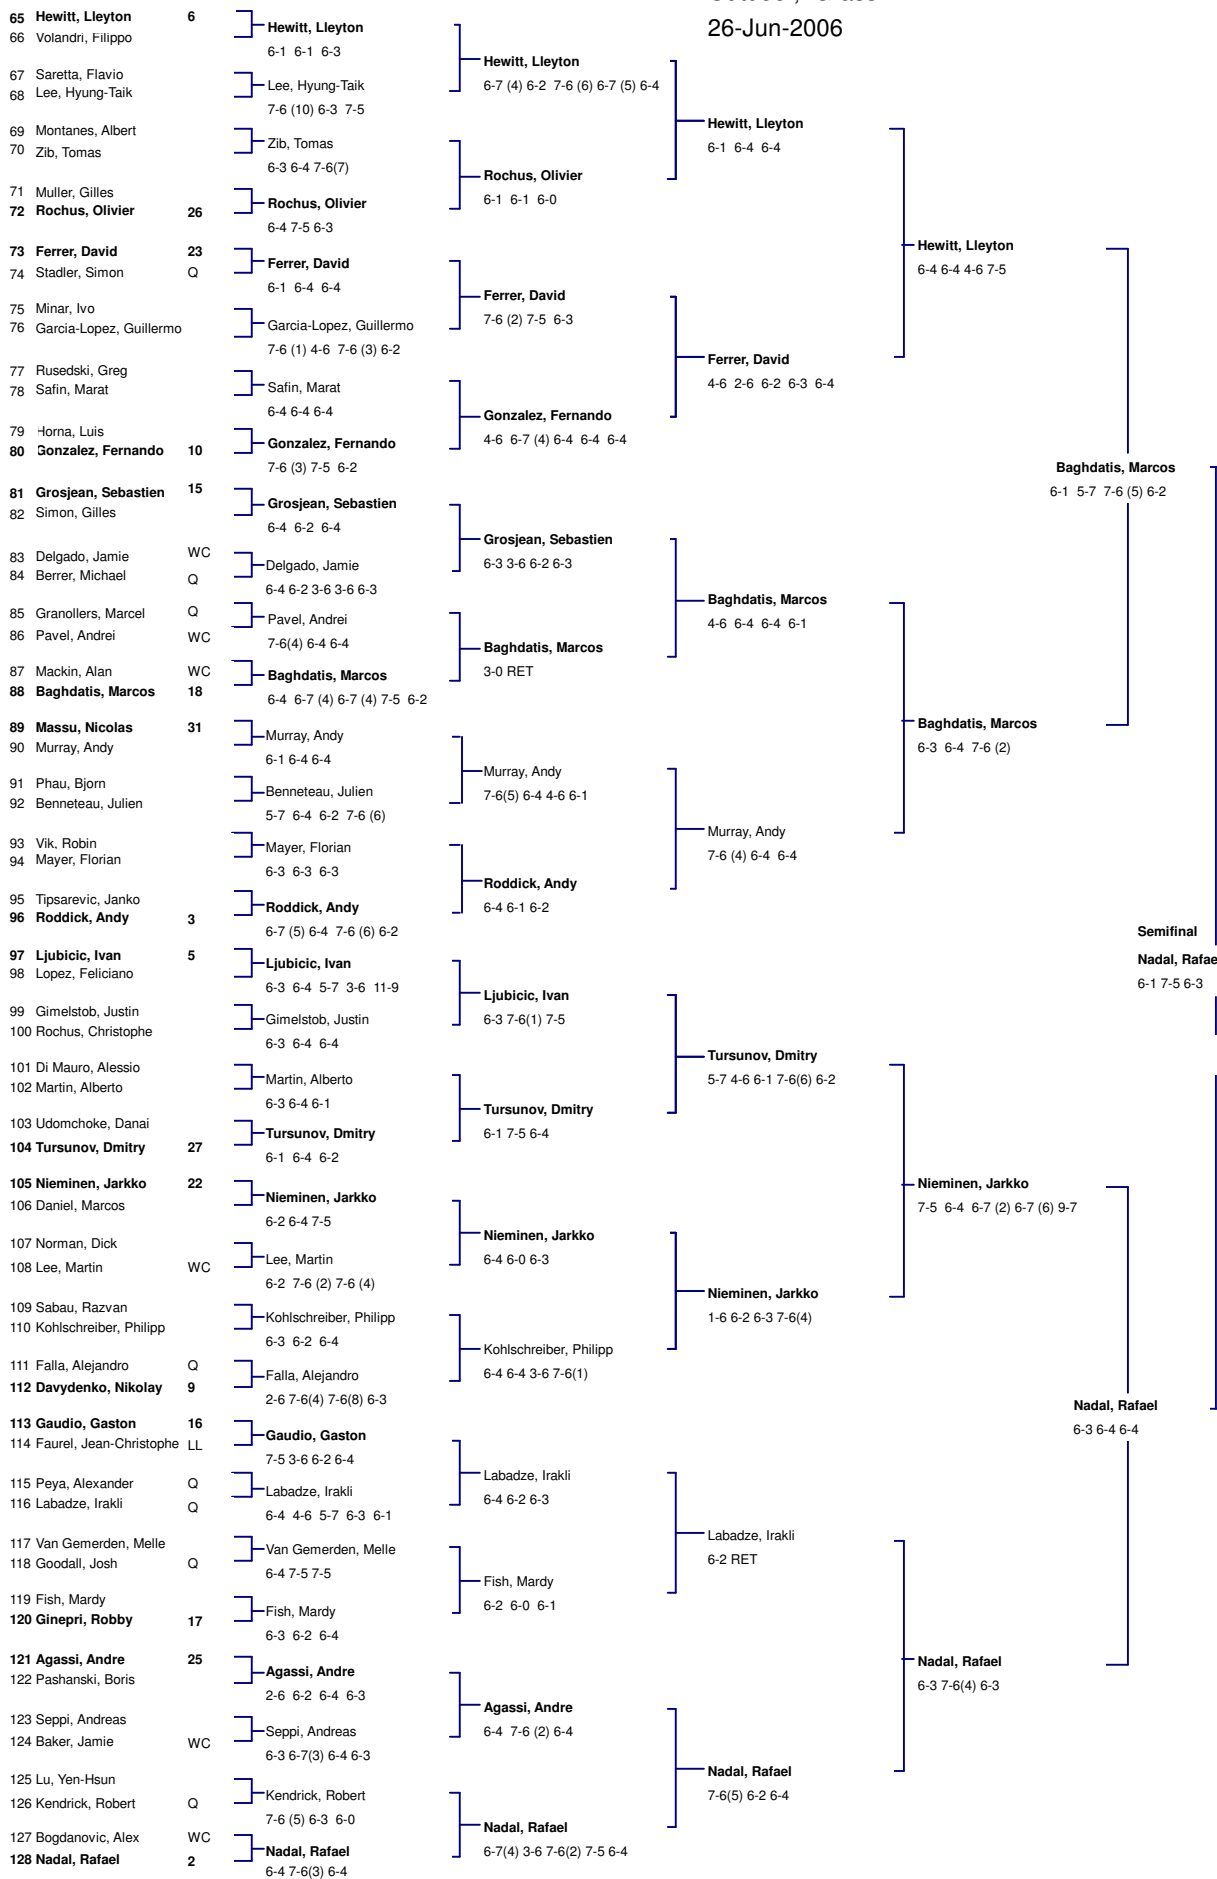 26-Jun-2006
65 Hewitt, Lleyton 6
66 Volandri, Filippo
67 Saretta, Flavio
68 Lee, Hyung-Taik
69 Montanes, Albert
70 Zib, Tomas
71 Muller, Gilles
72 Rochus, Olivier 26
73 Ferrer, David 23
74 Stadler, Simon Q
75 Minar, Ivo
76 Garcia-Lopez, Guillermo
77 Rusedski, Greg
78 Safin, Marat
79 Horna, Luis
80 Gonzalez, Fernando 10
81 Grosjean, Sebastien 15
82 Simon, Gilles
83 Delgado, Jamie WC
84 Berrer, Michael Q
85 Granollers, Marcel Q
86 Pavel, Andrei WC
87 Mackin, Alan WC
88 Baghdatis, Marcos 18
89 Massu, Nicolas 31
90 Murray, Andy
91 Phau, Bjorn
92 Benneteau, Julien
93 Vik, Robin
94 Mayer, Florian
95 Tipsarevic, Janko
96 Roddick, Andy 3
97 Ljubicic, Ivan 5
98 Lopez, Feliciano
99 Gimelstob, Justin
100 Rochus, Christophe
101 Di Mauro, Alessio
102 Martin, Alberto
103 Udomchoke, Danai
104 Tursunov, Dmitry 27
105 Nieminen, Jarkko 22
106 Daniel, Marcos
107 Norman, Dick
108 Lee, Martin WC
109 Sabau, Razvan
110 Kohlschreiber, Philipp
111 Falla, Alejandro Q
112 Davydenko, Nikolay 9
113 Gaudio, Gaston 16
114 Faurel, Jean-Christophe LL
115 Peya, Alexander Q
116 Labadze, Irakli Q
117 Van Gemerden, Melle
118 Goodall, Josh Q
119 Fish, Mardy
120 Ginepri, Robby 17
121 Agassi, Andre 25
122 Pashanski, Boris
123 Seppi, Andreas
124 Baker, Jamie WC
125 Lu, Yen-Hsun
126 Kendrick, Robert Q
127 Bogdanovic, Alex WC
128 Nadal, Rafael 2
Hewitt, Lleyton
6-1 6-1 6-3
Lee, Hyung-Taik
7-6 (10) 6-3 7-5
Zib, Tomas
6-3 6-4 7-6(7)
Rochus, Olivier
6-4 7-5 6-3
Ferrer, David
6-1 6-4 6-4
Garcia-Lopez, Guillermo
7-6 (1) 4-6 7-6 (3) 6-2
Safin, Marat
6-4 6-4 6-4
Gonzalez, Fernando
7-6 (3) 7-5 6-2
Grosjean, Sebastien
6-4 6-2 6-4
Delgado, Jamie
6-4 6-2 3-6 3-6 6-3
Pavel, Andrei
7-6(4) 6-4 6-4
Baghdatis, Marcos
6-4 6-7 (4) 6-7 (4) 7-5 6-2
Murray, Andy
6-1 6-4 6-4
Benneteau, Julien
5-7 6-4 6-2 7-6 (6)
Mayer, Florian
6-3 6-3 6-3
Roddick, Andy
6-7 (5) 6-4 7-6 (6) 6-2
Ljubicic, Ivan
6-3 6-4 5-7 3-6 11-9
Gimelstob, Justin
6-3 6-4 6-4
Martin, Alberto
6-3 6-4 6-1
Tursunov, Dmitry
6-1 6-4 6-2
Nieminen, Jarkko
6-2 6-4 7-5
Lee, Martin
6-2 7-6 (2) 7-6 (4)
Kohlschreiber, Philipp
6-3 6-2 6-4
Falla, Alejandro
2-6 7-6(4) 7-6(8) 6-3
Gaudio, Gaston
7-5 3-6 6-2 6-4
Labadze, Irakli
6-4 4-6 5-7 6-3 6-1
Van Gemerden, Melle
6-4 7-5 7-5
Fish, Mardy
6-3 6-2 6-4
Agassi, Andre
2-6 6-2 6-4 6-3
Seppi, Andreas
6-3 6-7(3) 6-4 6-3
Kendrick, Robert
7-6 (5) 6-3 6-0
Nadal, Rafael
6-4 7-6(3) 6-4
Hewitt, Lleyton
6-7 (4) 6-2 7-6 (6) 6-7 (5) 6-4
Rochus, Olivier
6-1 6-1 6-0
Ferrer, David
7-6 (2) 7-5 6-3
Gonzalez, Fernando
4-6 6-7 (4) 6-4 6-4 6-4
Grosjean, Sebastien
6-3 3-6 6-2 6-3
Baghdatis, Marcos
3-0 RET
Murray, Andy
7-6(5) 6-4 4-6 6-1
Roddick, Andy
6-4 6-1 6-2
Ljubicic, Ivan
6-3 7-6(1) 7-5
Tursunov, Dmitry
6-1 7-5 6-4
Nieminen, Jarkko
6-4 6-0 6-3
Kohlschreiber, Philipp
6-4 6-4 3-6 7-6(1)
Labadze, Irakli
6-4 6-2 6-3
Fish, Mardy
6-2 6-0 6-1
Agassi, Andre
6-4 7-6 (2) 6-4
Nadal, Rafael
6-7(4) 3-6 7-6(2) 7-5 6-4
Hewitt, Lleyton
6-1 6-4 6-4
Ferrer, David
4-6 2-6 6-2 6-3 6-4
Baghdatis, Marcos
4-6 6-4 6-4 6-1
Murray, Andy
7-6 (4) 6-4 6-4
Tursunov, Dmitry
5-7 4-6 6-1 7-6(6) 6-2
Nieminen, Jarkko
1-6 6-2 6-3 7-6(4)
Labadze, Irakli
6-2 RET
Nadal, Rafael
7-6(5) 6-2 6-4
Hewitt, Lleyton
6-4 6-4 4-6 7-5
Baghdatis, Marcos
6-3 6-4 7-6 (2)
Nieminen, Jarkko
7-5 6-4 6-7 (2) 6-7 (6) 9-7
Nadal, Rafael
6-3 7-6(4) 6-3
Baghdatis, Marcos
6-1 5-7 7-6 (5) 6-2
Nadal, Rafael
6-3 6-4 6-4
Semifinal
Nadal, Rafae
6-1 7-5 6-3